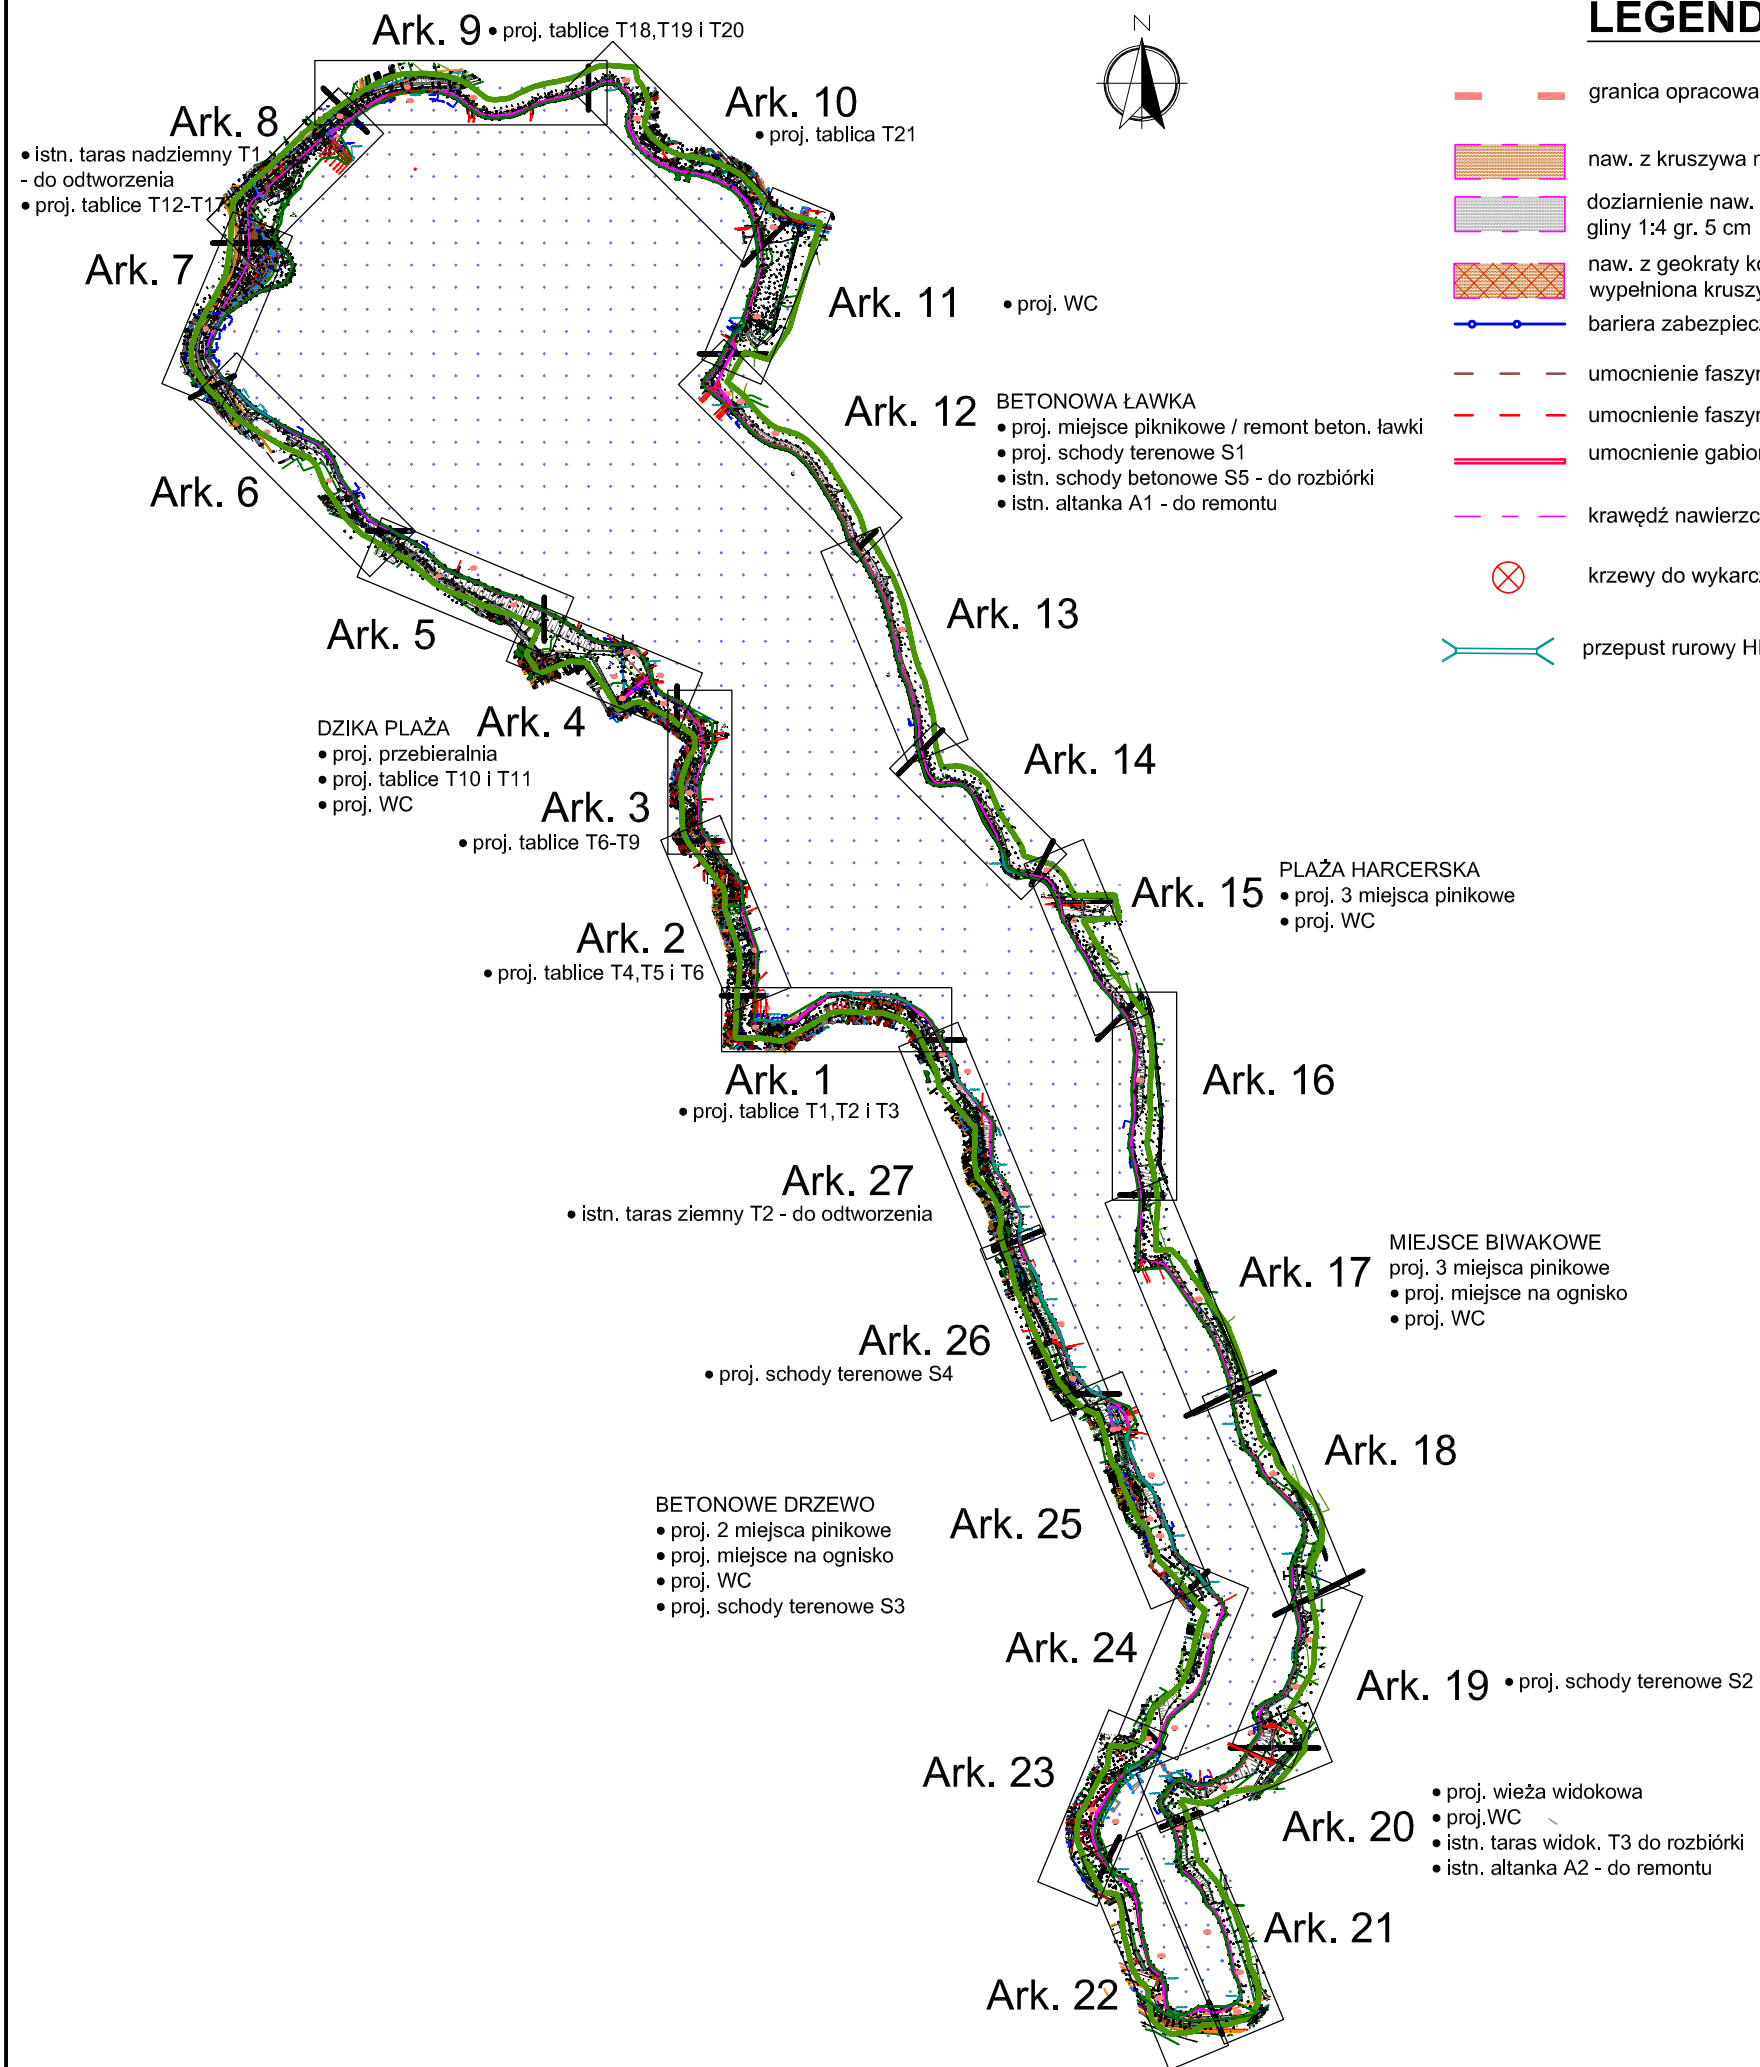 Ark. 9 • proj. tablice T18,T19 i T20
N
LEGEND
Ark. 8
• istn. taras nadziemny T1
- do odtworzenia
• proj. tablice T12-T17
Ark. 10
• proj. tablica T21
Ark. 7
Ark. 11 • proj. WC
Ark. 12
BETONOWA ŁAWKA
• proj. miejsce piknikowe / remont beton. ławki
• proj. schody terenowe S1
• istn. schody betonowe S5 - do rozbiórki
• istn. altanka A1 - do remontu
Ark. 6
Ark. 5
Ark. 13
DZIKA PLAŻA
• proj. przebieralnia
• proj. tablice T10 i T11
• proj. WC
Ark. 4
Ark. 14
Ark. 3
• proj. tablice T6-T9
Ark. 15
PLAŻA HARCERSKA
• proj. 3 miejsca pinikowe
• proj. WC
Ark. 2
• proj. tablice T4,T5 i T6
Ark. 1
• proj. tablice T1,T2 i T3
Ark. 16
Ark. 27
• istn. taras ziemny T2 - do odtworzenia
Ark. 17
MIEJSCE BIWAKOWE
proj. 3 miejsca pinikowe
• proj. miejsce na ognisko
• proj. WC
Ark. 26
• proj. schody terenowe S4
Ark. 18
BETONOWE DRZEWO
• proj. 2 miejsca pinikowe
• proj. miejsce na ognisko
• proj. WC
• proj. schody terenowe S3
Ark. 25
Ark. 24
Ark. 19 • proj. schody terenowe S2
Ark. 23
Ark. 20
• proj. wieża widokowa
• proj.WC
• istn. taras widok. T3 do rozbiórki
• istn. altanka A2 - do remontu
Ark. 21
Ark. 22
granica opracowa
naw. z kruszywa
doziarnienie naw.
gliny 1:4 gr. 5 cm
naw. z geokraty ko
wypełniona kruszy
bariera zabezpiec
umocnienie faszyn
umocnienie faszyn
umocnienie gabion
krawędź nawierzc
krzewy do wykarc
przepust rurowy